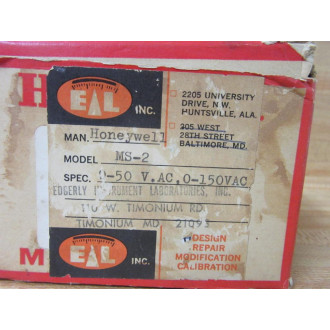 H
EAL INC.
2205 UNIVERSITY
DRIVE, N.W.
HUNTSVILLE, ALA.
205 WEST
28TH STREET
BALTIMORE, MD.
MAN. Honeywell
MODEL MS-2
SPEC. 0-50 V.AC,0-150VAC
EDGERLY INSTRUMENT LABORATORIES, INC.
110 W. TIMONIUM RD.
TIMONIUM MD. 21093
M
EAL INC.
DESIGN
REPAIR
MODIFICATION
CALIBRATION